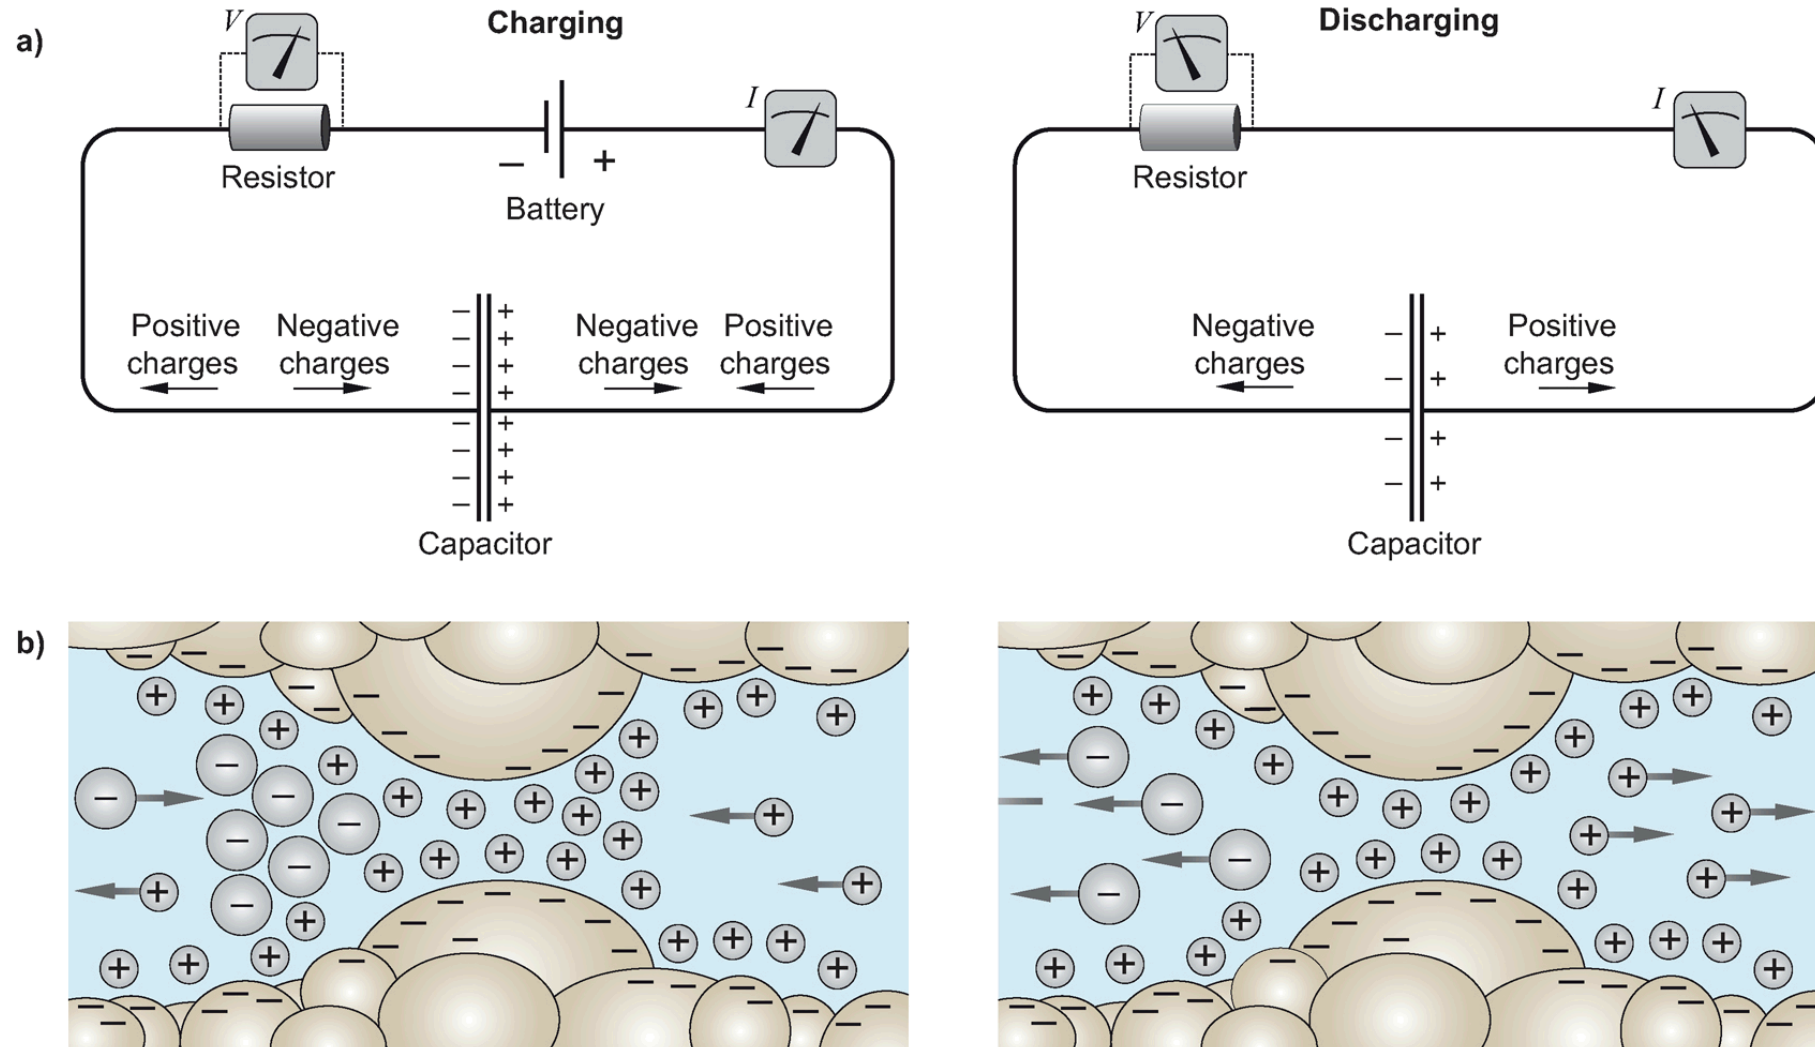 a)
V
Charging
I
Resistor
− +
Battery
Positive Negative
charges charges
Negative Positive
charges charges
Capacitor
V
Discharging
I
Resistor
Negative
charges
Positive
charges
Capacitor
b)